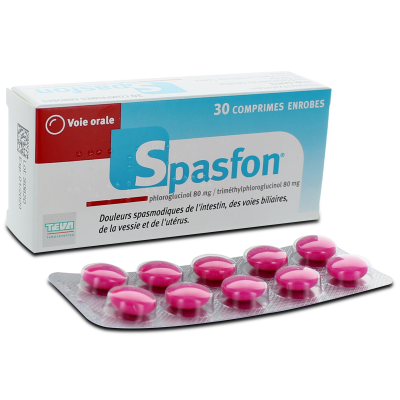 30 COMPRIMES ENROBES
Voie orale
Spasfon®
phloroglucinol 80 mg / triméthylphloroglucinol 80 mg
Douleurs spasmodiques de l'intestin, des voies biliaires,
de la vessie et de l'utérus.
TEVA